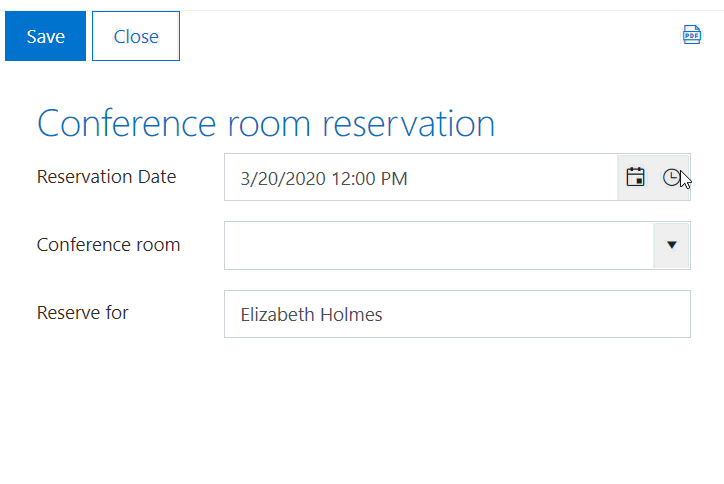 Save Close PDF
Conference room reservation
Reservation Date 3/20/2020 12:00 PM
Conference room
Reserve for Elizabeth Holmes